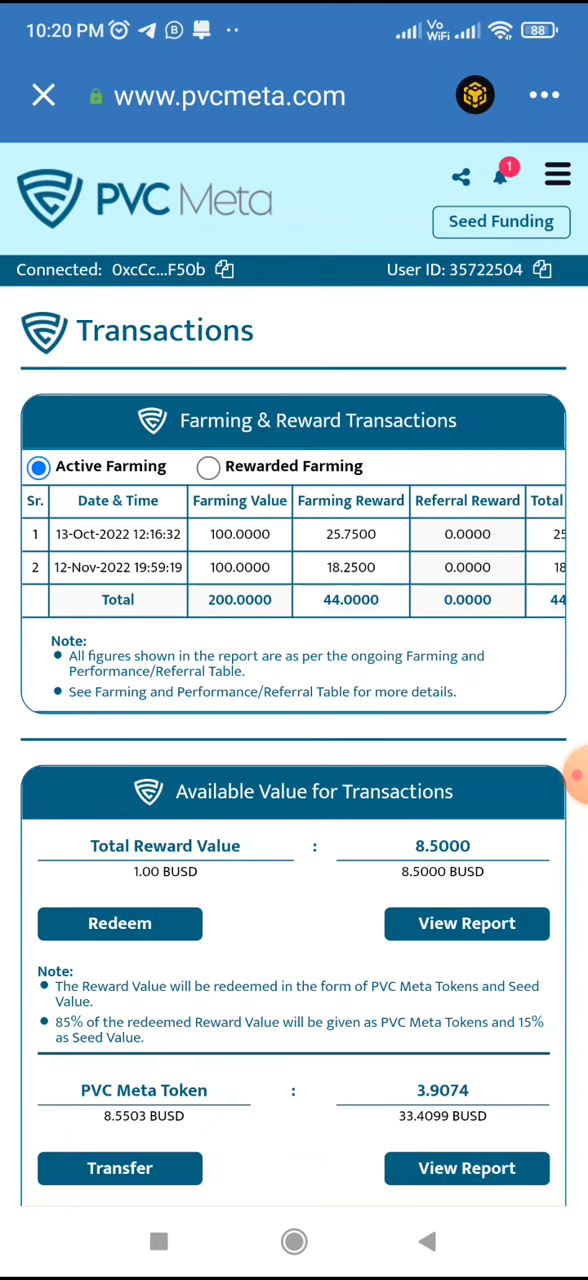 10:20 PM
Vo
WiFi
88
www.pvcmeta.com
PVC Meta
1
Seed Funding
Connected: 0xcCc...F50b
User ID: 35722504
Transactions
Farming & Reward Transactions
Active Farming
Rewarded Farming
Sr. Date & Time Farming Value Farming Reward Referral Reward Total
1 13-Oct-2022 12:16:32 100.0000 25.7500 0.0000 25
2 12-Nov-2022 19:59:19 100.0000 18.2500 0.0000 18
Total 200.0000 44.0000 0.0000 44
Note:
All figures shown in the report are as per the ongoing Farming and
Performance/Referral Table.
See Farming and Performance/Referral Table for more details.
Available Value for Transactions
Total Reward Value : 8.5000
1.00 BUSD 8.5000 BUSD
Redeem
View Report
Note:
The Reward Value will be redeemed in the form of PVC Meta Tokens and Seed
Value.
85% of the redeemed Reward Value will be given as PVC Meta Tokens and 15%
as Seed Value.
PVC Meta Token : 3.9074
8.5503 BUSD 33.4099 BUSD
Transfer
View Report